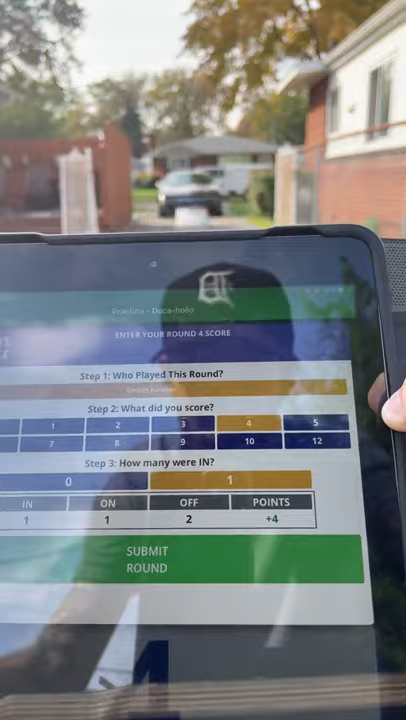 Practice - Doca-holio
ENTER YOUR ROUND 4 SCORE
Step 1: Who Played This Round?
Step 2: What did you score?
1 2 3 4 5
7 8 9 10 12
Step 3: How many were IN?
0 1
IN ON OFF POINTS
1 1 2 +4
SUBMIT
ROUND